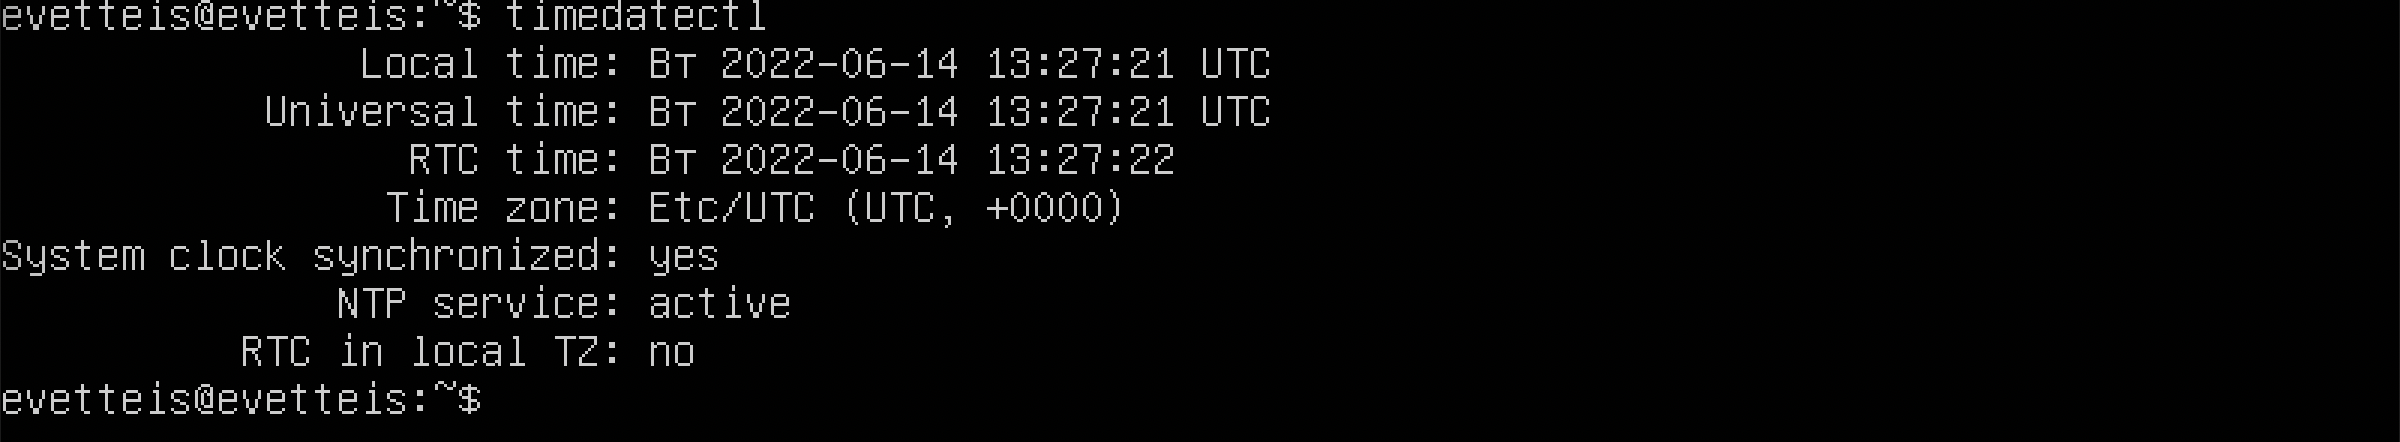 evetteis@evetteis:~$ timedatectl
Local time: Вт 2022-06-14 13:27:21 UTC
Universal time: Вт 2022-06-14 13:27:21 UTC
RTC time: Вт 2022-06-14 13:27:22
Time zone: Etc/UTC (UTC, +0000)
System clock synchronized: yes
NTP service: active
RTC in local TZ: no
evetteis@evetteis:~$